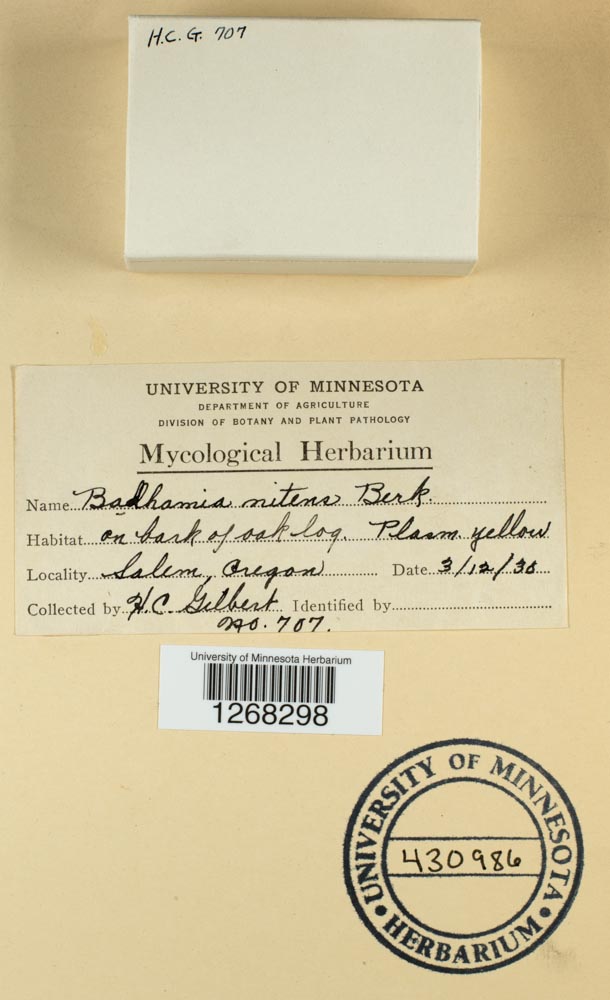 H.C.G. 707
UNIVERSITY OF MINNESOTA
DEPARTMENT OF AGRICULTURE
DIVISION OF BOTANY AND PLANT PATHOLOGY
Mycological Herbarium
Name Badhamia nitens Berk.
Habitat on bark of oak log. Plasm. yellow
Locality Salem, Oregon Date 3/12/30
Collected by H.C. Gilbert Identified by
no. 707.
University of Minnesota Herbarium
1268298
UNIVERSITY OF MINNESOTA
430986
HERBARIUM